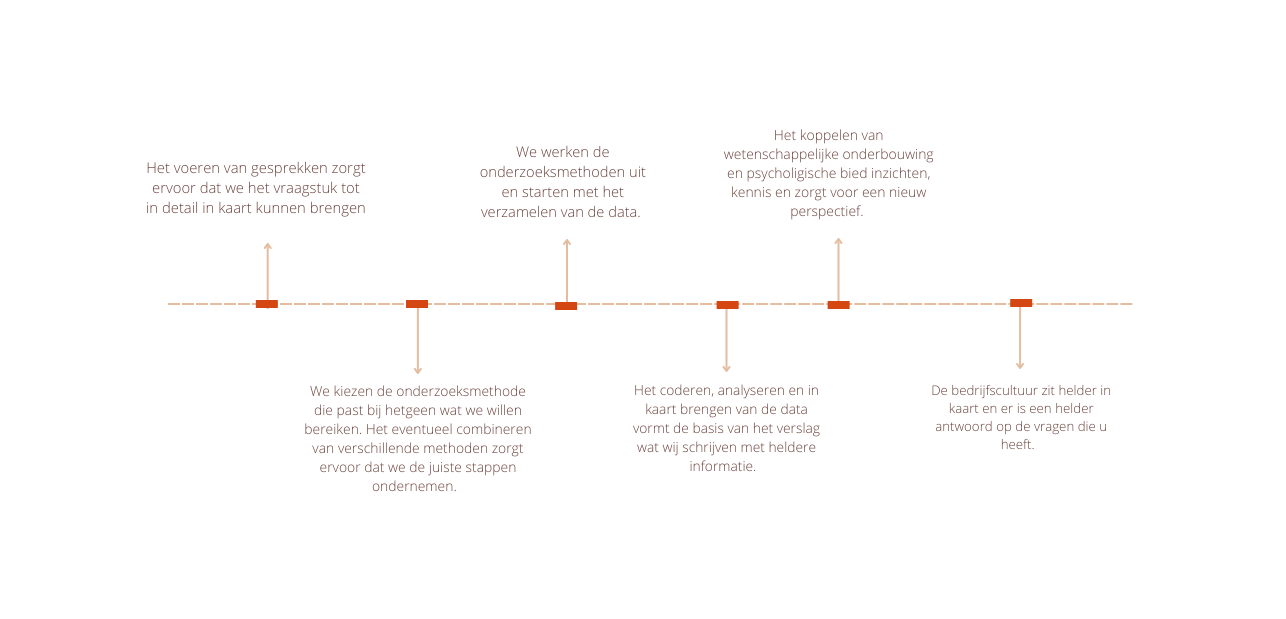 Het voeren van gesprekken zorgt
ervoor dat we het vraagstuk tot
in detail in kaart kunnen brengen
We kiezen de onderzoeksmethode
die past bij hetgeen wat we willen
bereiken. Het eventueel combineren
van verschillende methoden zorgt
ervoor dat we de juiste stappen
ondernemen.
We werken de
onderzoeksmethoden uit
en starten met het
verzamelen van de data.
Het coderen, analyseren en in
kaart brengen van de data
vormt de basis van het verslag
wat wij schrijven met heldere
informatie.
Het koppelen van
wetenschappelijke onderbouwing
en psycholigische bied inzichten,
kennis en zorgt voor een nieuw
perspectief.
De bedrijfscultuur zit helder in
kaart en er is een helder
antwoord op de vragen die u
heeft.